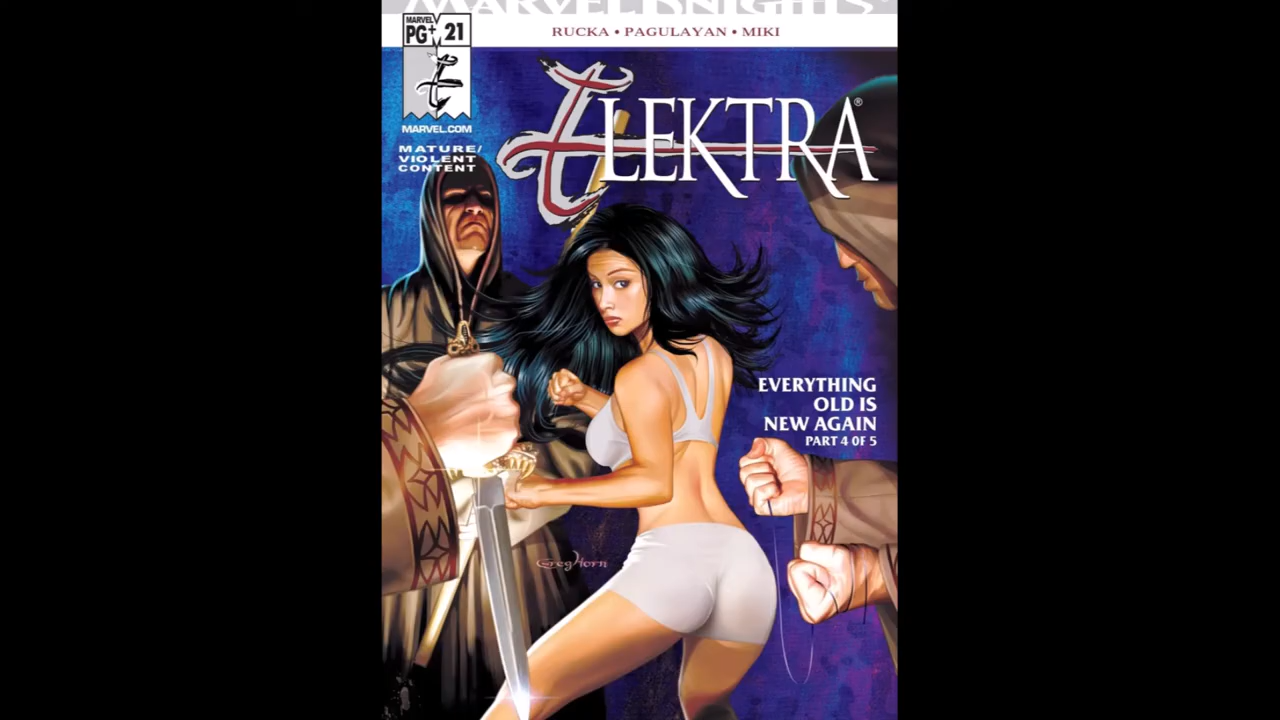 MARVEL KNIGHTS
MARVEL
PG+ 21
RUCKA • PAGULAYAN • MIKI
MARVEL.COM
MATURE/
VIOLENT
CONTENT
ELEKTRA®
EVERYTHING
OLD IS
NEW AGAIN
PART 4 OF 5
GregHorn